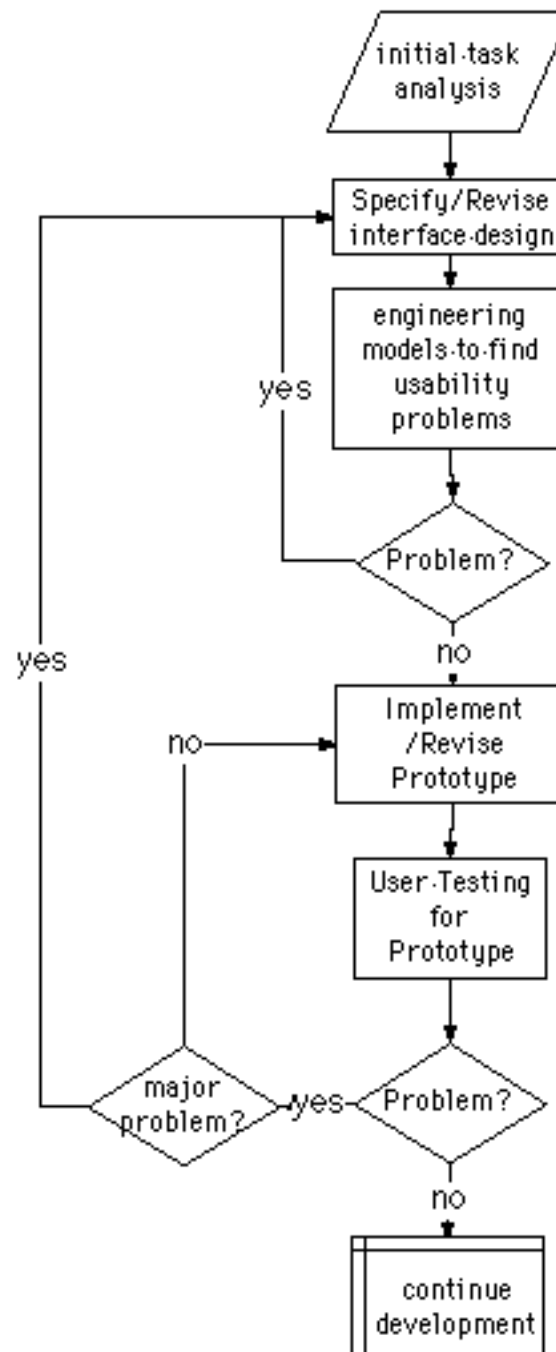 initial task
analysis
Specify/Revise
interface design
engineering
models to find
usability
problems
yes
Problem?
no
yes
Implement
/Revise
Prototype
no
User Testing
for
Prototype
major
problem?
yes
Problem?
no
continue
development